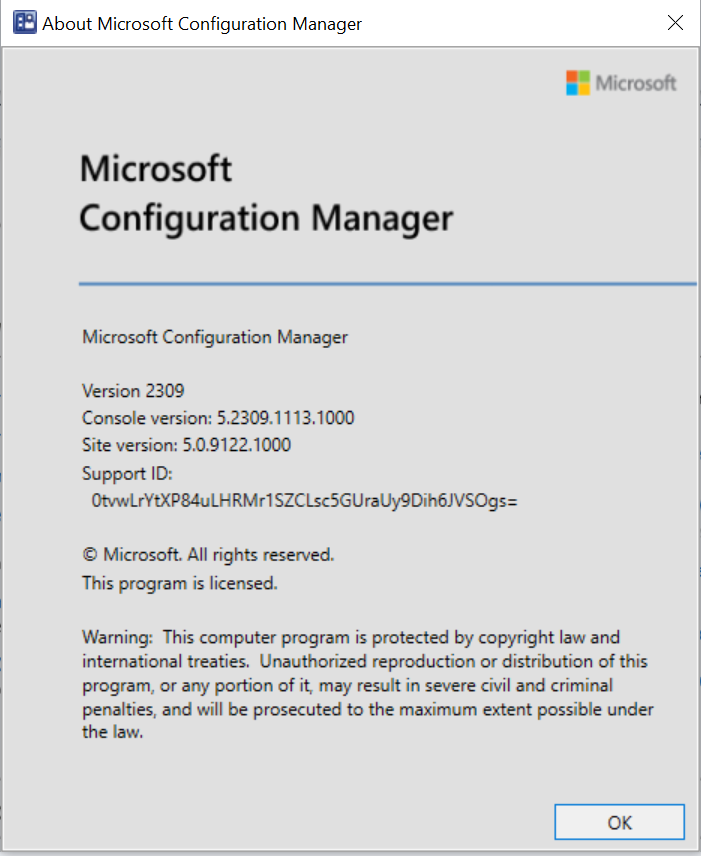 About Microsoft Configuration Manager
Microsoft
Microsoft
Configuration Manager
Microsoft Configuration Manager
Version 2309
Console version: 5.2309.1113.1000
Site version: 5.0.9122.1000
Support ID:
0tvwLrYtXP84uLHRMr1SZCLsc5GUraUy9Dih6JVSOgs=
© Microsoft. All rights reserved.
This program is licensed.
Warning:  This computer program is protected by copyright law and
international treaties.  Unauthorized reproduction or distribution of this
program, or any portion of it, may result in severe civil and criminal
penalties, and will be prosecuted to the maximum extent possible under
the law.
OK